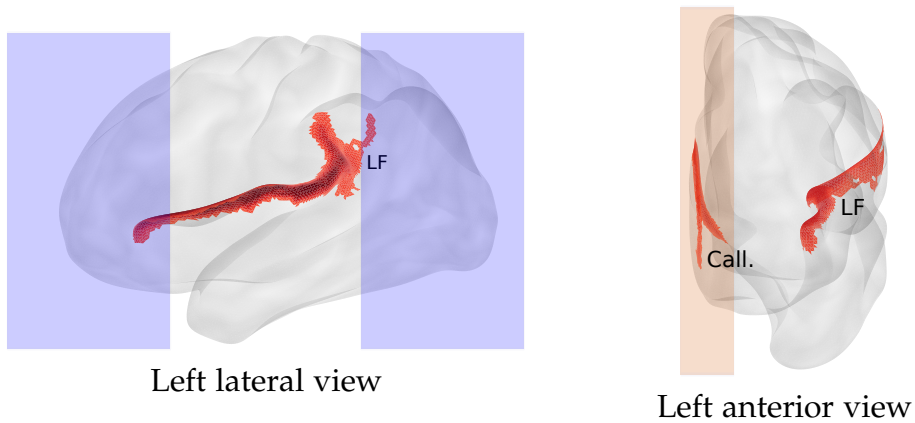 LF
Left lateral view
LF
Call.
Left anterior view